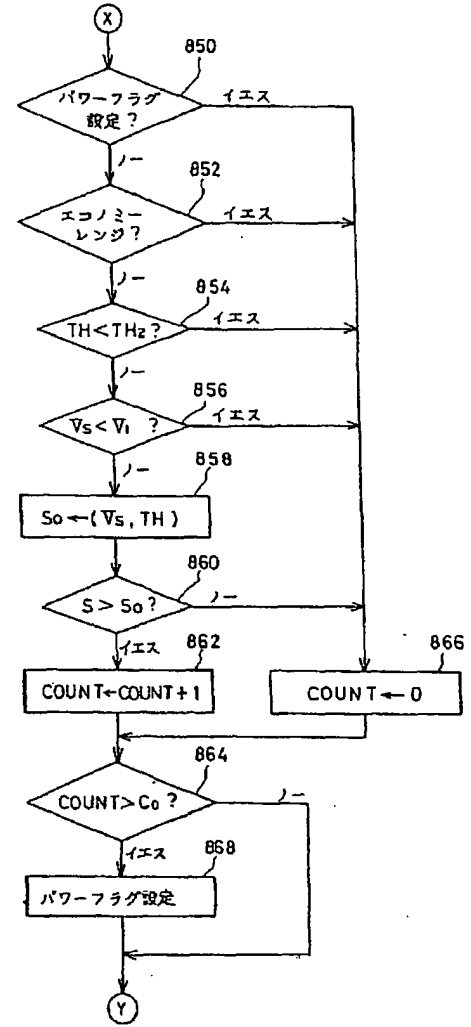 X
850
パワーフラグ
設定?
イエス
ノー
852
エコノミー
レンジ?
イエス
ノー
854
TH<TH₂?
イエス
ノー
856
Vs<V₁ ?
イエス
ノー
858
So←(Vs, TH)
860
S>So?
ノー
イエス
862
COUNT←COUNT+1
866
COUNT←0
864
COUNT>Co?
ノー
イエス
868
パワーフラグ設定
Y